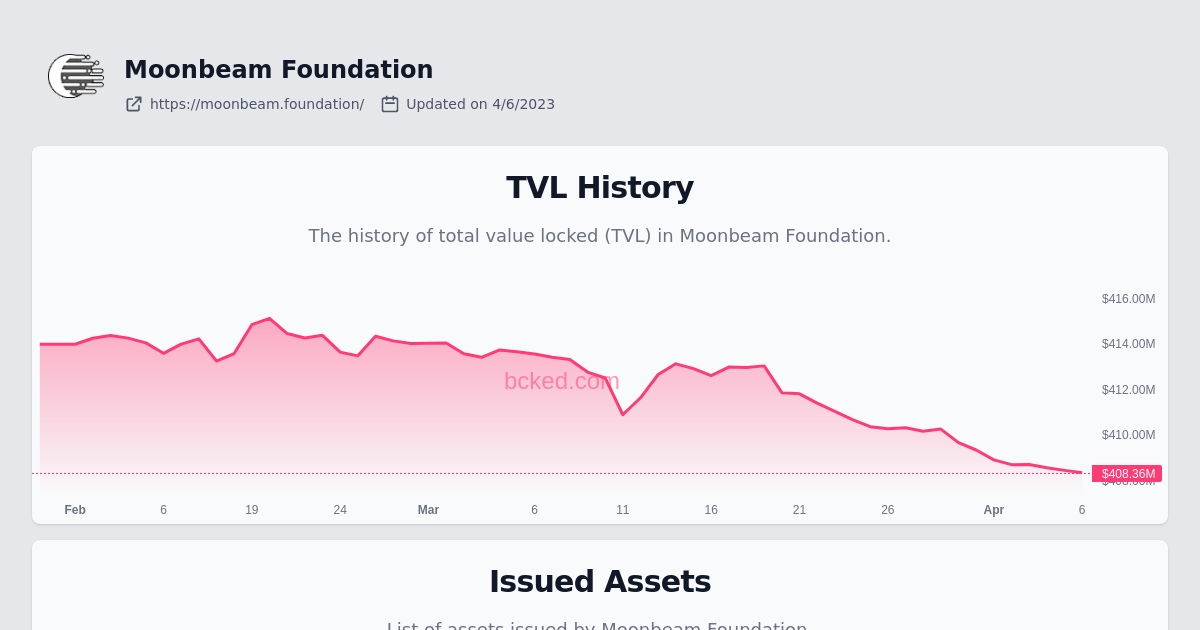 Moonbeam Foundation
https://moonbeam.foundation/ Updated on 4/6/2023
TVL History
The history of total value locked (TVL) in Moonbeam Foundation.
$416.00M
$414.00M
$412.00M
bcked.com
$410.00M
$408.36M
$408.00M
Feb 6 19 24 Mar 6 11 16 21 26 Apr 6
Issued Assets
List of assets issued by Moonbeam Foundation.